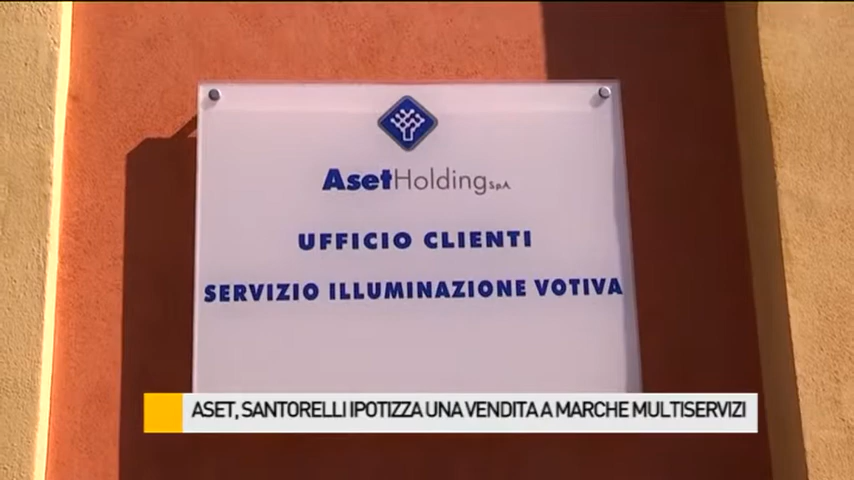 AsetHolding SpA
UFFICIO CLIENTI
SERVIZIO ILLUMINAZIONE VOTIVA
ASET, SANTORELLI IPOTIZZA UNA VENDITA A MARCHE MULTISERVIZI